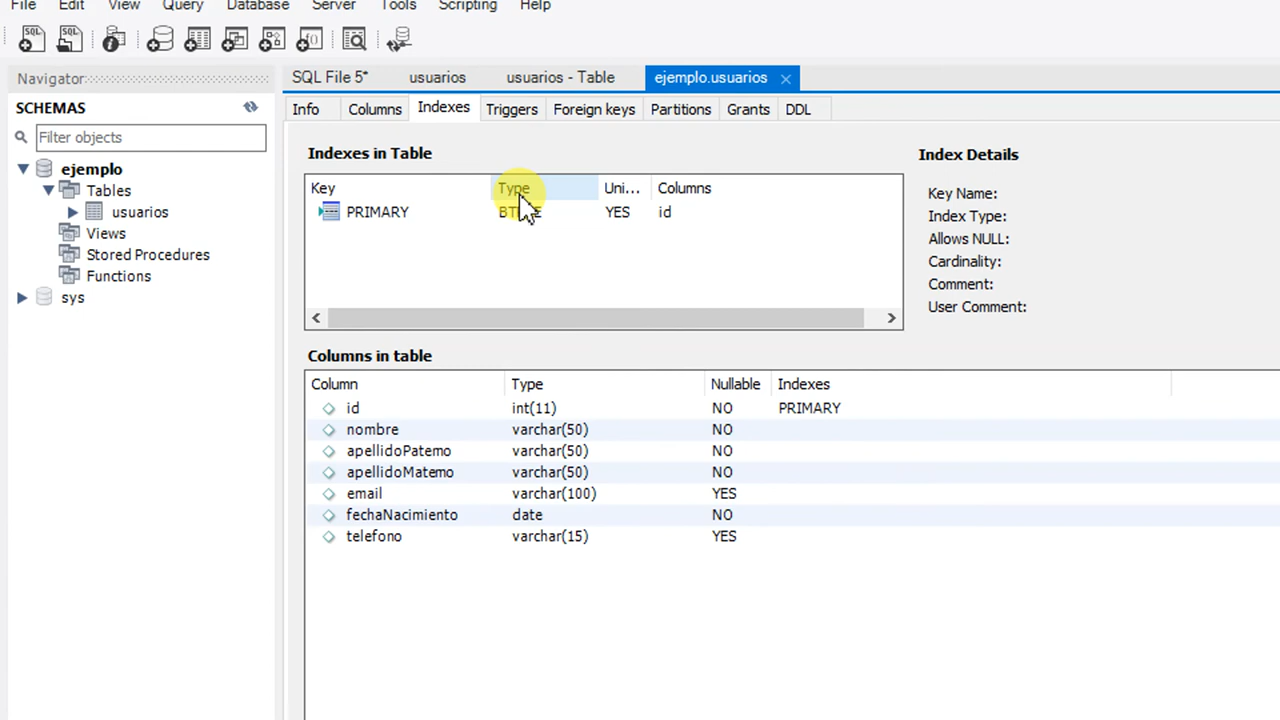 File Edit View Query Database Server Tools Scripting Help
SQL SQL
Navigator
SQL File 5* usuarios usuarios - Table ejemplo.usuarios
SCHEMAS
Info Columns Indexes Triggers Foreign keys Partitions Grants DDL
Filter objects
ejemplo
Tables
usuarios
Views
Stored Procedures
Functions
sys
Indexes in Table
Key Type Uni... Columns
PRIMARY YES id
Index Details
Key Name:
Index Type:
Allows NULL:
Cardinality:
Comment:
User Comment:
Columns in table
Column Type Nullable Indexes
id int(11) NO PRIMARY
nombre varchar(50) NO
apellidoPatemo varchar(50) NO
apellidoMatemo varchar(50) NO
email varchar(100) YES
fechaNacimiento date NO
telefono varchar(15) YES